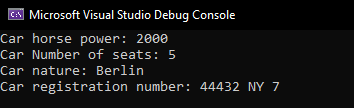 Microsoft Visual Studio Debug Console
Car horse power: 2000
Car Number of seats: 5
Car nature: Berlin
Car registration number: 44432 NY 7